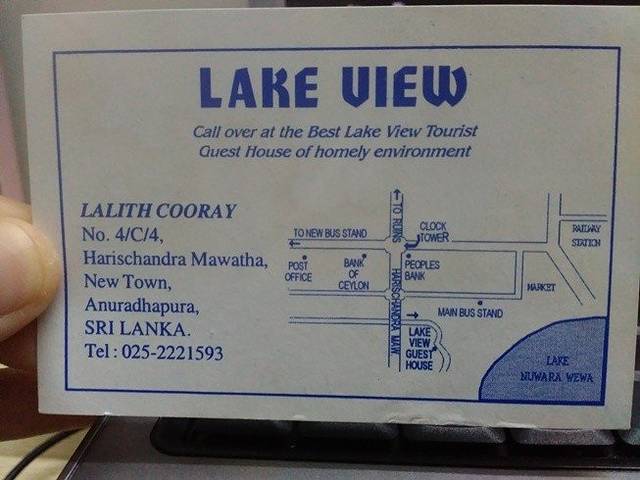 LAKE VIEW
Call over at the Best Lake View Tourist
Guest House of homely environment
LALITH COORAY
No. 4/C/4,
Harischandra Mawatha,
New Town,
Anuradhapura,
SRI LANKA.
Tel : 025-2221593
TO RUINS
TO NEW BUS STAND
CLOCK
TOWER
RAILWAY
STATION
POST
OFFICE
BANK
OF
CEYLON
PEOPLES
BANK
HARISCHANDRA MAW
MARKET
MAIN BUS STAND
LAKE
VIEW
GUEST
HOUSE
LAKE
NUWARA WEWA